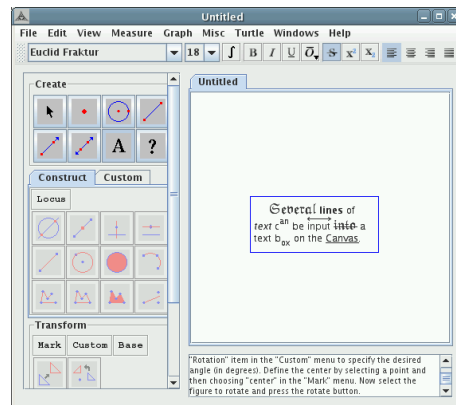 Untitled
File Edit View Measure Graph Misc Turtle Windows Help
Euclid Fraktur 18 ∫ B I U O S x² X₂
Create
A ?
Construct Custom
Locus
Transform
Mark Custom Base
Untitled
Several lines of
text can be input into a
text box on the Canvas.
"Rotation" item in the "Custom" menu to specify the desired
angle (in degrees). Define the center by selecting a point and
then choosing "center" in the "Mark" menu. Now select the
figure to rotate and press the rotate button.